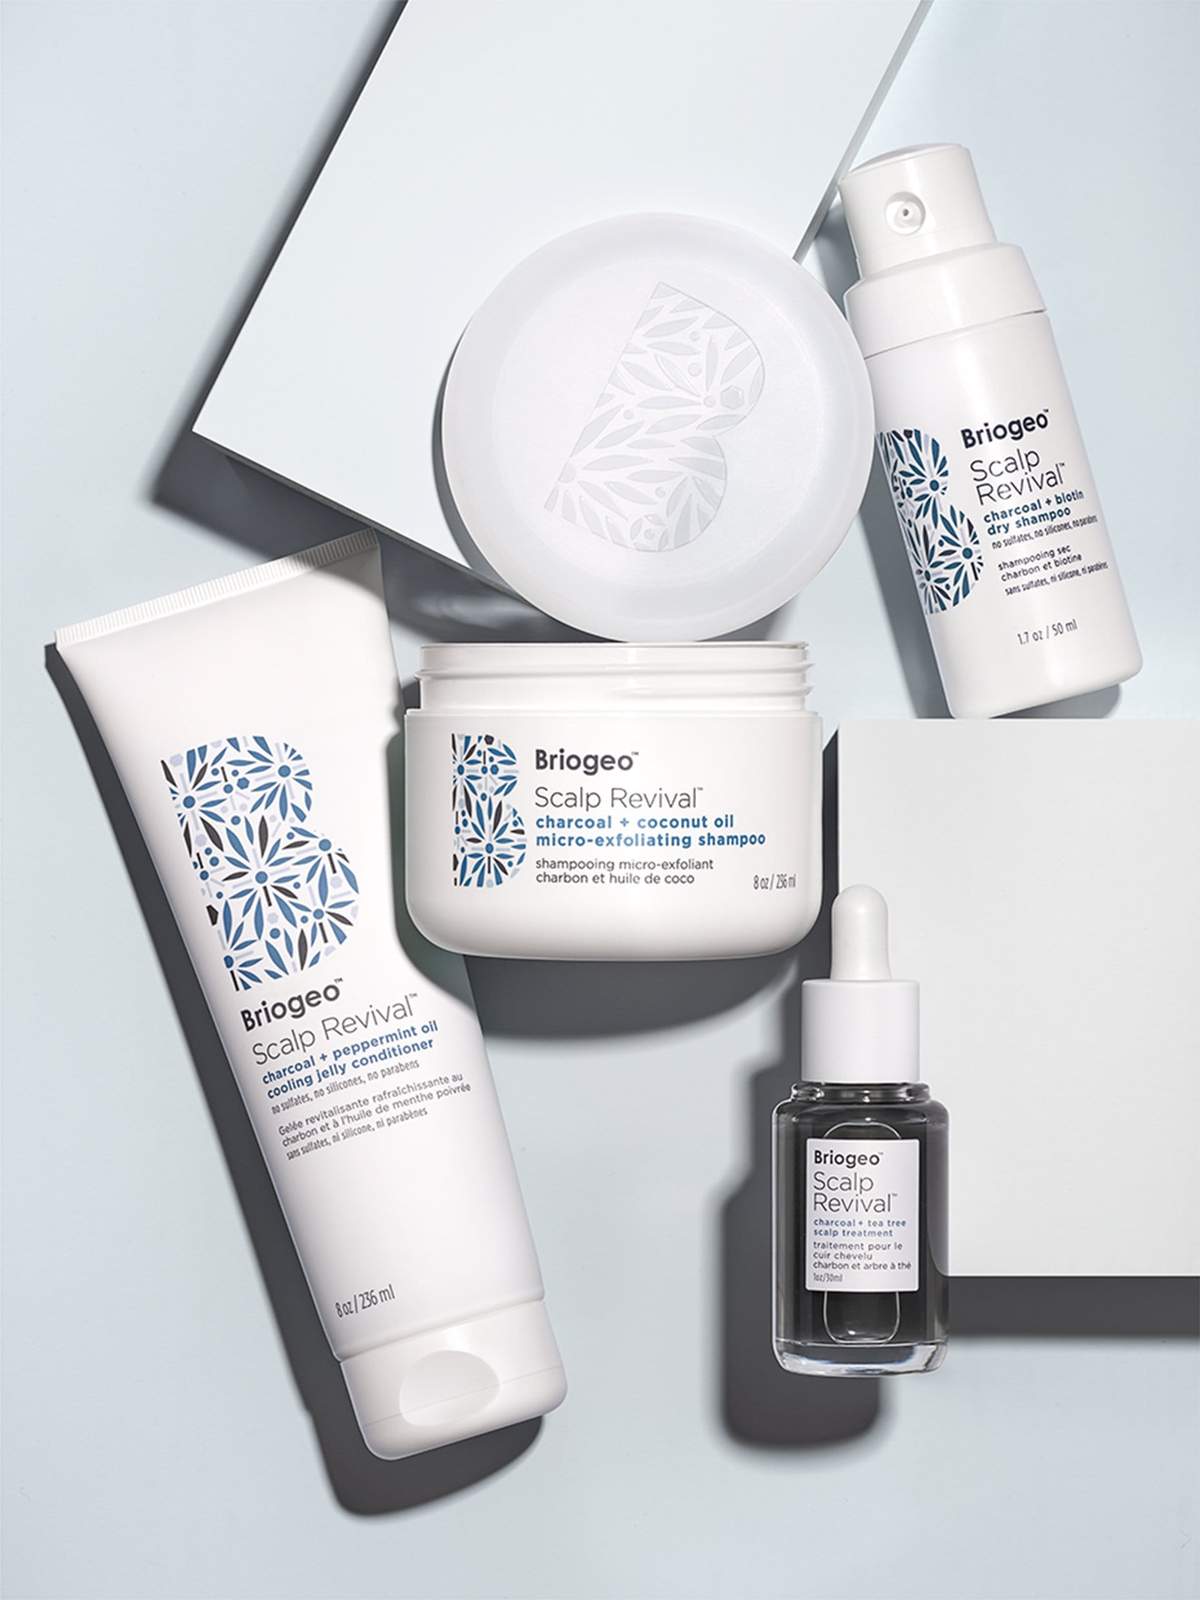 Briogeo™
Scalp
Revival™
charcoal + biotin
dry shampoo
no sulfates, no silicones, no parabens
shampooing sec
charbon et biotine
sans sulfates, ni silicone, ni parabènes
1.7 oz / 50 ml
Briogeo™
Scalp Revival™
charcoal + coconut oil
micro-exfoliating shampoo
shampooing micro-exfoliant
charbon et huile de coco
8 oz / 236 ml
Briogeo™
Scalp Revival™
charcoal + peppermint oil
cooling jelly conditioner
no sulfates, no silicones, no parabens
Gelée revitalisante rafraîchissante au
charbon et à l'huile de menthe poivrée
sans sulfates, ni silicone, ni parabènes
8 oz / 236 ml
Briogeo™
Scalp
Revival™
charcoal + tea tree
scalp treatment
traitement pour le
cuir chevelu
charbon et arbre à thé
1oz/30ml